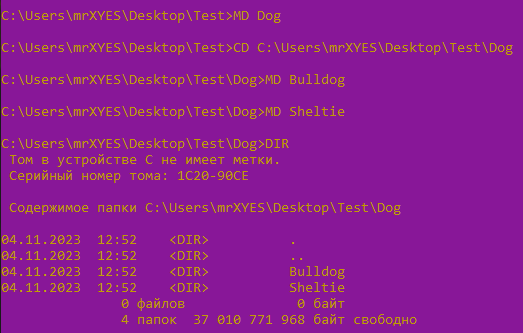 C:\Users\mrXYES\Desktop\Test>MD Dog
C:\Users\mrXYES\Desktop\Test>CD C:\Users\mrXYES\Desktop\Test\Dog
C:\Users\mrXYES\Desktop\Test\Dog>MD Bulldog
C:\Users\mrXYES\Desktop\Test\Dog>MD Sheltie
C:\Users\mrXYES\Desktop\Test\Dog>DIR
Том в устройстве C не имеет метки.
Серийный номер тома: 1C20-90CE
Содержимое папки C:\Users\mrXYES\Desktop\Test\Dog
04.11.2023  12:52    <DIR>          .
04.11.2023  12:52    <DIR>          ..
04.11.2023  12:52    <DIR>          Bulldog
04.11.2023  12:52    <DIR>          Sheltie
0 файлов              0 байт
4 папок  37 010 771 968 байт свободно